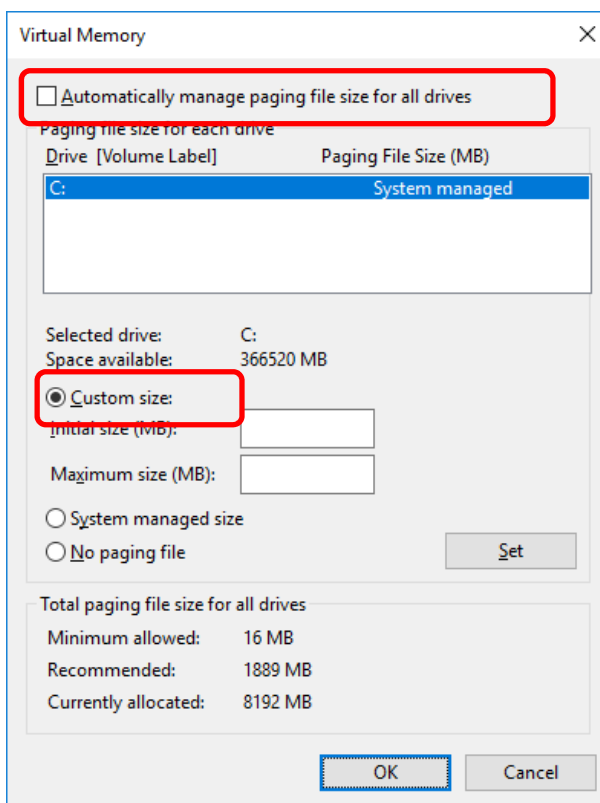 Virtual Memory
Automatically manage paging file size for all drives
Paging file size for each drive
Drive [Volume Label] Paging File Size (MB)
C: System managed
Selected drive: C:
Space available: 366520 MB
Custom size:
Initial size (MB):
Maximum size (MB):
System managed size
No paging file Set
Total paging file size for all drives
Minimum allowed: 16 MB
Recommended: 1889 MB
Currently allocated: 8192 MB
OK Cancel